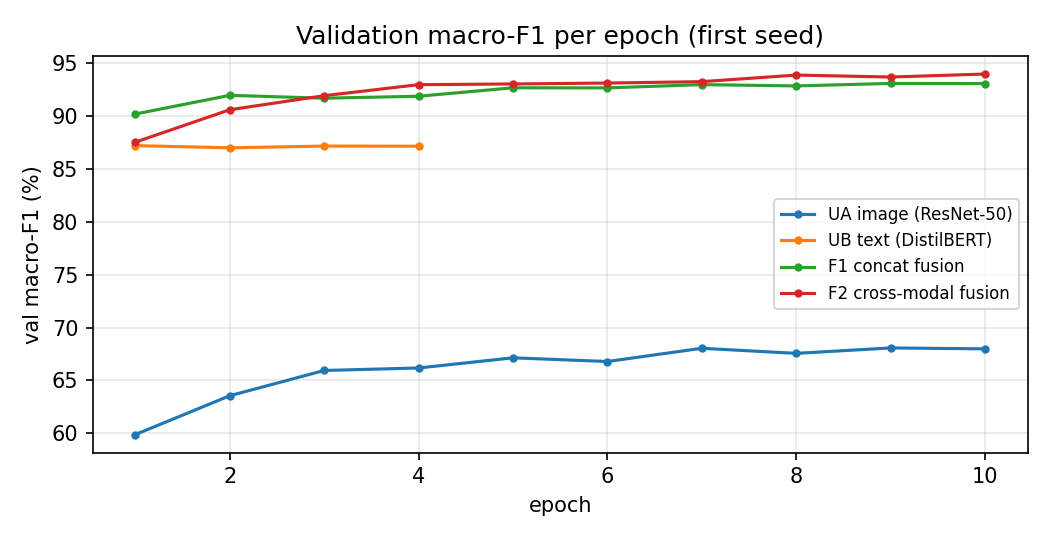 Validation macro-F1 per epoch (first seed)
val macro-F1 (%)
95
90
85
80
75
70
65
60
UA image (ResNet-50)
UB text (DistilBERT)
F1 concat fusion
F2 cross-modal fusion
2 4 6 8 10
epoch